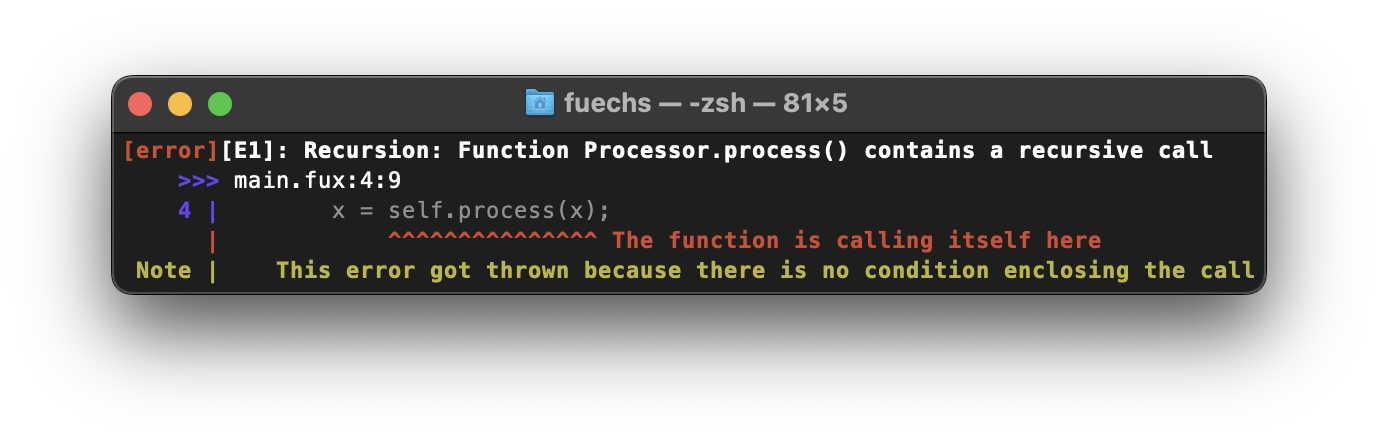 fuechs — -zsh — 81×5
[error][E1]: Recursion: Function Processor.process() contains a recursive call
>>> main.fux:4:9
4 |        x = self.process(x);
|            ^^^^^^^^^^^^^^^ The function is calling itself here
Note |    This error got thrown because there is no condition enclosing the call